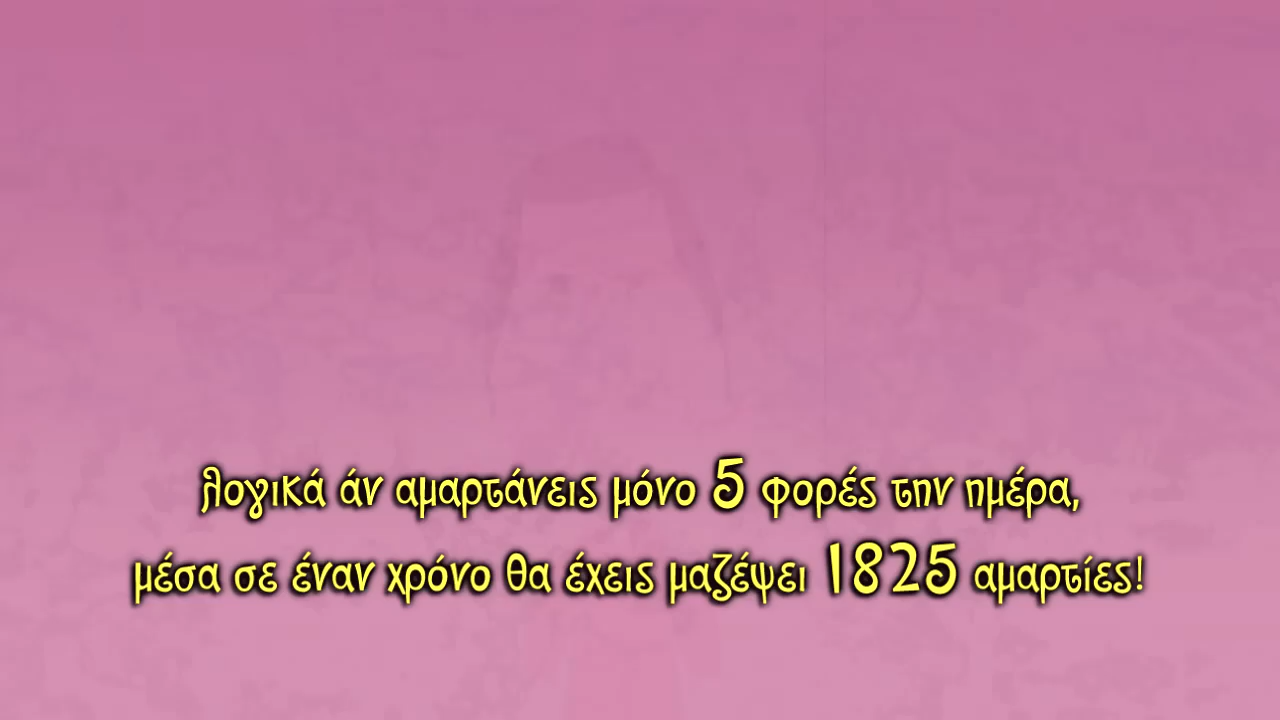 λογικά άν αμαρτάνεις μόνο 5 φορές την ημέρα,
μέσα σε έναν χρόνο θα έχεις μαζέψει 1825 αμαρτίες!